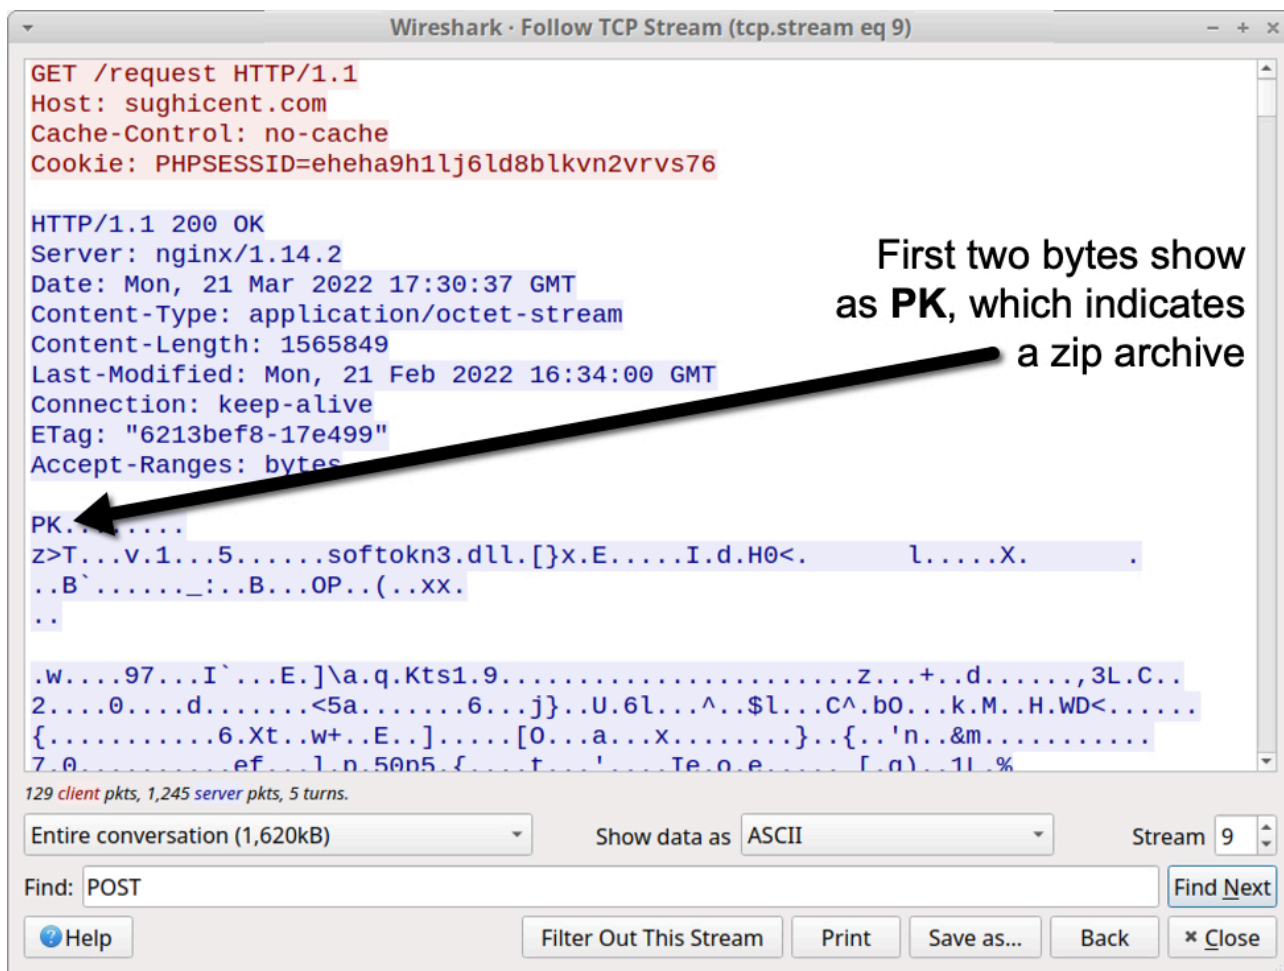 Wireshark · Follow TCP Stream (tcp.stream eq 9)
GET /request HTTP/1.1
Host: sughicent.com
Cache-Control: no-cache
Cookie: PHPSESSID=eheha9h1lj6ld8blkvn2vrvs76
HTTP/1.1 200 OK
Server: nginx/1.14.2
Date: Mon, 21 Mar 2022 17:30:37 GMT
Content-Type: application/octet-stream
Content-Length: 1565849
Last-Modified: Mon, 21 Feb 2022 16:34:00 GMT
Connection: keep-alive
ETag: "6213bef8-17e499"
Accept-Ranges: bytes
First two bytes show
as PK, which indicates
a zip archive
PK........
z>T...v.1...5......softokn3.dll.[}x.E.....I.d.H0<.      l.....X.      .
..B`......_:..B...OP..(..xx.
..
.w....97...I`...E.]\a.q.Kts1.9........................z...+..d......,3L.C..
2....0....d.......<5a.......6...j}..U.6l...^..$l...C^.bO...k.M..H.WD<......
{...........6.Xt..w+..E..].....[O...a...x........}..{..'n..&m...........
7.0..........ef...l.p.50p5.{....t...'....Ie.o.e..... [.q)..1L.%
129 client pkts, 1,245 server pkts, 5 turns.
Entire conversation (1,620kB)
Show data as ASCII
Stream 9
Find: POST
Find Next
Help
Filter Out This Stream
Print
Save as...
Back
Close